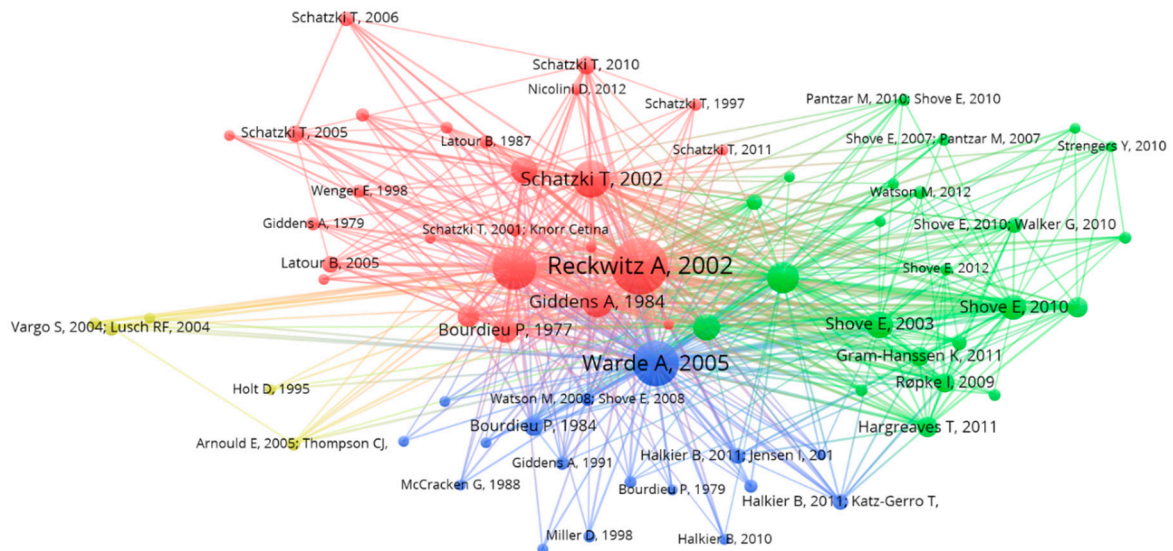 Schatzki T, 2006
Schatzki T, 2010
Nicolini D, 2012
Schatzki T, 1997
Pantzar M, 2010; Shove E, 2010
Schatzki T, 2005
Latour B, 1987
Shove E, 2007; Pantzar M, 2007
Strengers Y, 2010
Schatzki T, 2011
Schatzki T, 2002
Wenger E, 1998
Watson M, 2012
Giddens A, 1979
Schatzki T, 2001; Knorr Cetina
Shove E, 2010; Walker G, 2010
Latour B, 2005
Reckwitz A, 2002
Shove E, 2012
Giddens A, 1984
Shove E, 2010
Vargo S, 2004; Lusch RF, 2004
Bourdieu P, 1977
Shove E, 2003
Warde A, 2005
Gram-Hanssen K, 2011
Røpke I, 2009
Holt D, 1995
Watson M, 2008; Shove E, 2008
Bourdieu P, 1984
Hargreaves T, 2011
Arnould E, 2005; Thompson CJ,
Giddens A, 1991
Halkier B, 2011; Jensen I, 201
McCracken G, 1988
Bourdieu P, 1979
Halkier B, 2011; Katz-Gerro T,
Miller D, 1998
Halkier B, 2010